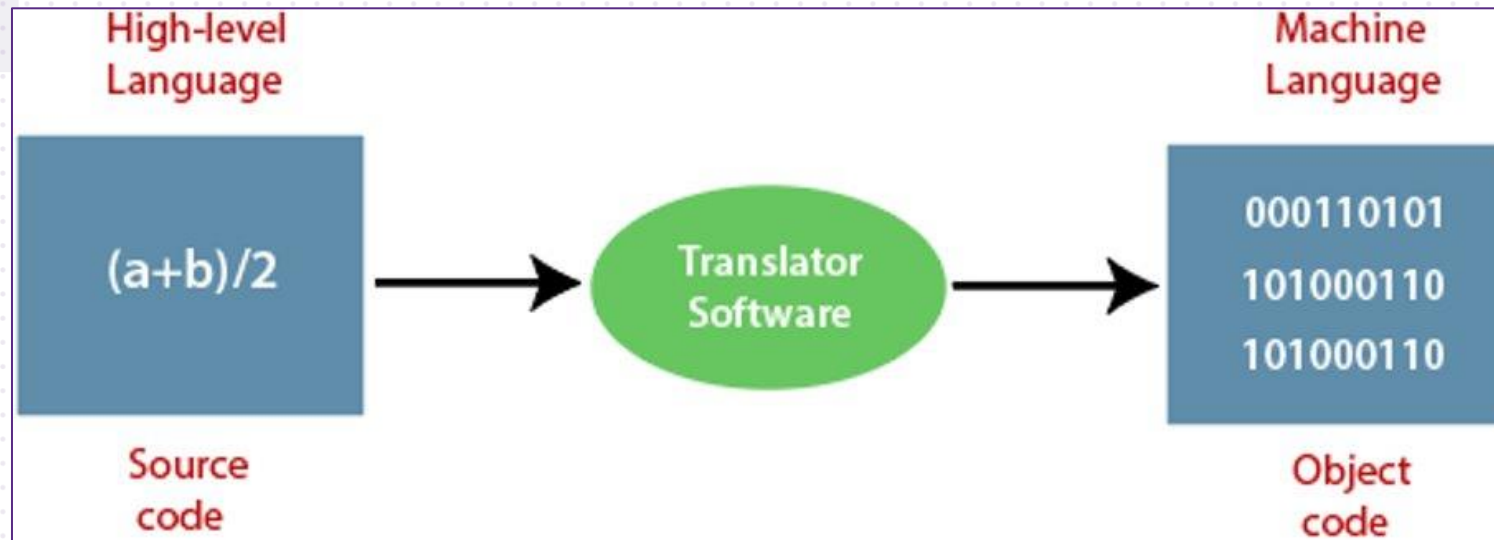 High-level
Language
(a+b)/2
Source
code
Translator
Software
Machine
Language
000110101
101000110
101000110
Object
code